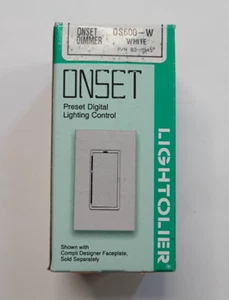 ONSET OS600-W
DIMMER WHITE
ONSET
Preset Digital
Lighting Control
LIGHTOLIER
Shown with
Compli Designer Faceplate,
Sold Separately